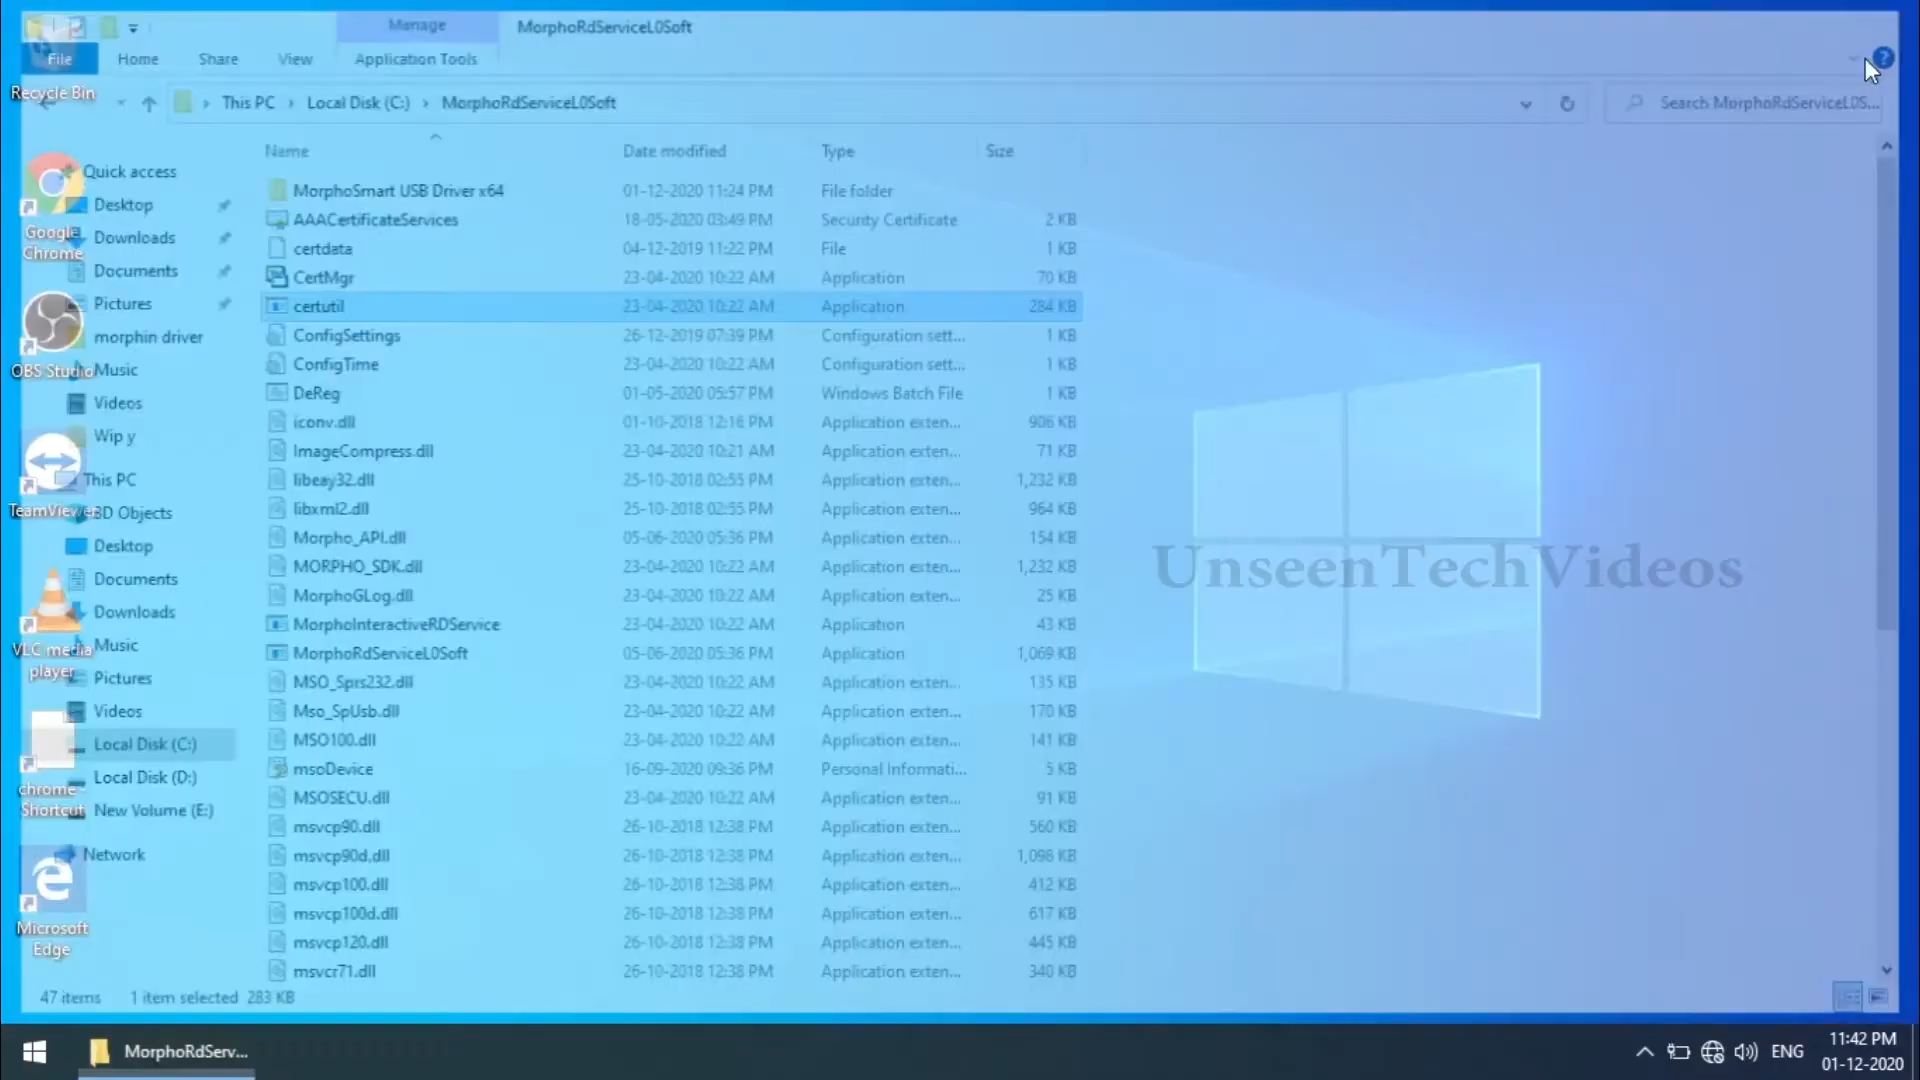 Manage
MorphoRdServiceL0Soft
File
Home
Share
View
Application Tools
Recycle Bin
This PC
Local Disk (C:)
MorphoRdServiceL0Soft
Search MorphoRdServiceL0S...
Name
Date modified
Type
Size
MorphoSmart USB Driver x64 01-12-2020 11:24 PM File folder
AAACertificateServices 18-05-2020 03:49 PM Security Certificate 2 KB
certdata 04-12-2019 11:22 PM File 1 KB
CertMgr 23-04-2020 10:22 AM Application 70 KB
certutil 23-04-2020 10:22 AM Application 284 KB
ConfigSettings 26-12-2019 07:39 PM Configuration sett... 1 KB
ConfigTime 23-04-2020 10:22 AM Configuration sett... 1 KB
DeReg 01-05-2020 05:57 PM Windows Batch File 1 KB
iconv.dll 01-10-2018 12:16 PM Application exten... 906 KB
ImageCompress.dll 23-04-2020 10:21 AM Application exten... 71 KB
libeay32.dll 25-10-2018 02:55 PM Application exten... 1,232 KB
libxml2.dll 25-10-2018 02:55 PM Application exten... 964 KB
Morpho_API.dll 05-06-2020 05:36 PM Application exten... 154 KB
MORPHO_SDK.dll 23-04-2020 10:22 AM Application exten... 1,232 KB
MorphoGLog.dll 23-04-2020 10:22 AM Application exten... 25 KB
MorphoInteractiveRDService 23-04-2020 10:22 AM Application 43 KB
MorphoRdServiceL0Soft 05-06-2020 05:36 PM Application 1,069 KB
MSO_Sprs232.dll 23-04-2020 10:22 AM Application exten... 135 KB
Mso_SpUsb.dll 23-04-2020 10:22 AM Application exten... 170 KB
MSO100.dll 23-04-2020 10:22 AM Application exten... 141 KB
msoDevice 16-09-2020 09:36 PM Personal Informati... 5 KB
MSOSECU.dll 23-04-2020 10:22 AM Application exten... 91 KB
msvcp90.dll 26-10-2018 12:38 PM Application exten... 560 KB
msvcp90d.dll 26-10-2018 12:38 PM Application exten... 1,098 KB
msvcp100.dll 26-10-2018 12:38 PM Application exten... 412 KB
msvcp100d.dll 26-10-2018 12:38 PM Application exten... 617 KB
msvcp120.dll 26-10-2018 12:38 PM Application exten... 445 KB
msvcr71.dll 26-10-2018 12:38 PM Application exten... 340 KB
Quick access
Desktop
Downloads
Documents
Pictures
morphin driver
Music
Videos
Wip y
This PC
3D Objects
Desktop
Documents
Downloads
Music
Pictures
Videos
Local Disk (C:)
Local Disk (D:)
New Volume (E:)
Network
Google
Chrome
OBS Studio
TeamViewer
VLC media
player
chrome -
Shortcut
Microsoft
Edge
UnseenTechVideos
47 items
1 item selected 283 KB
MorphoRdServ...
ENG
11:42 PM
01-12-2020